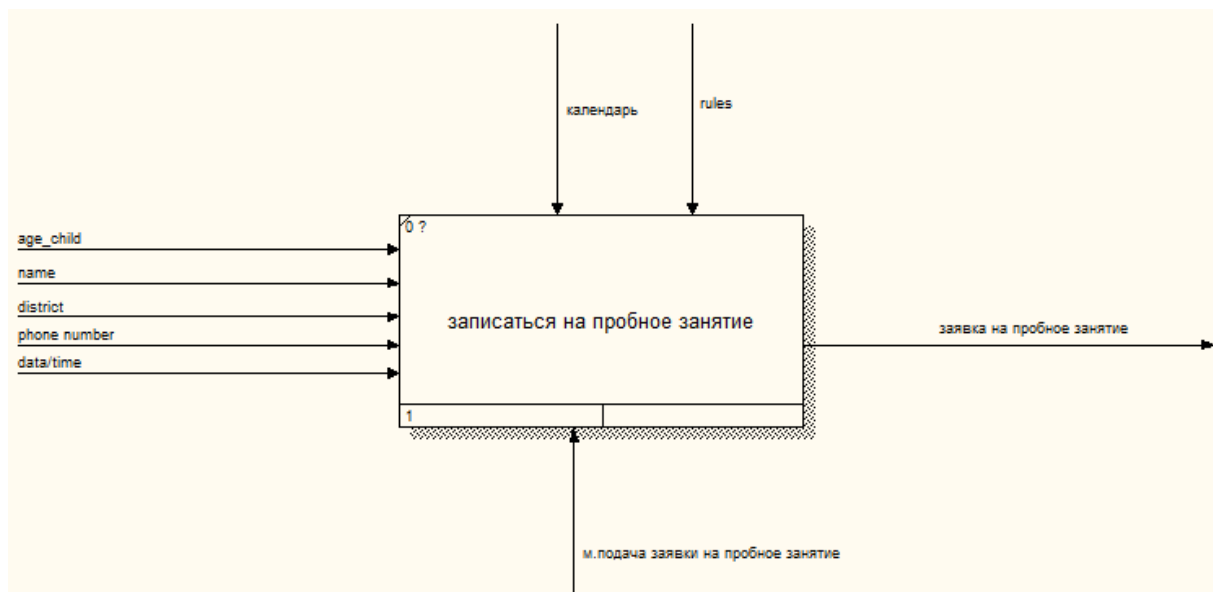 календарь
rules
0 ?
age_child
name
district
phone number
data/time
записаться на пробное занятие
заявка на пробное занятие
1
м.подача заявки на пробное занятие